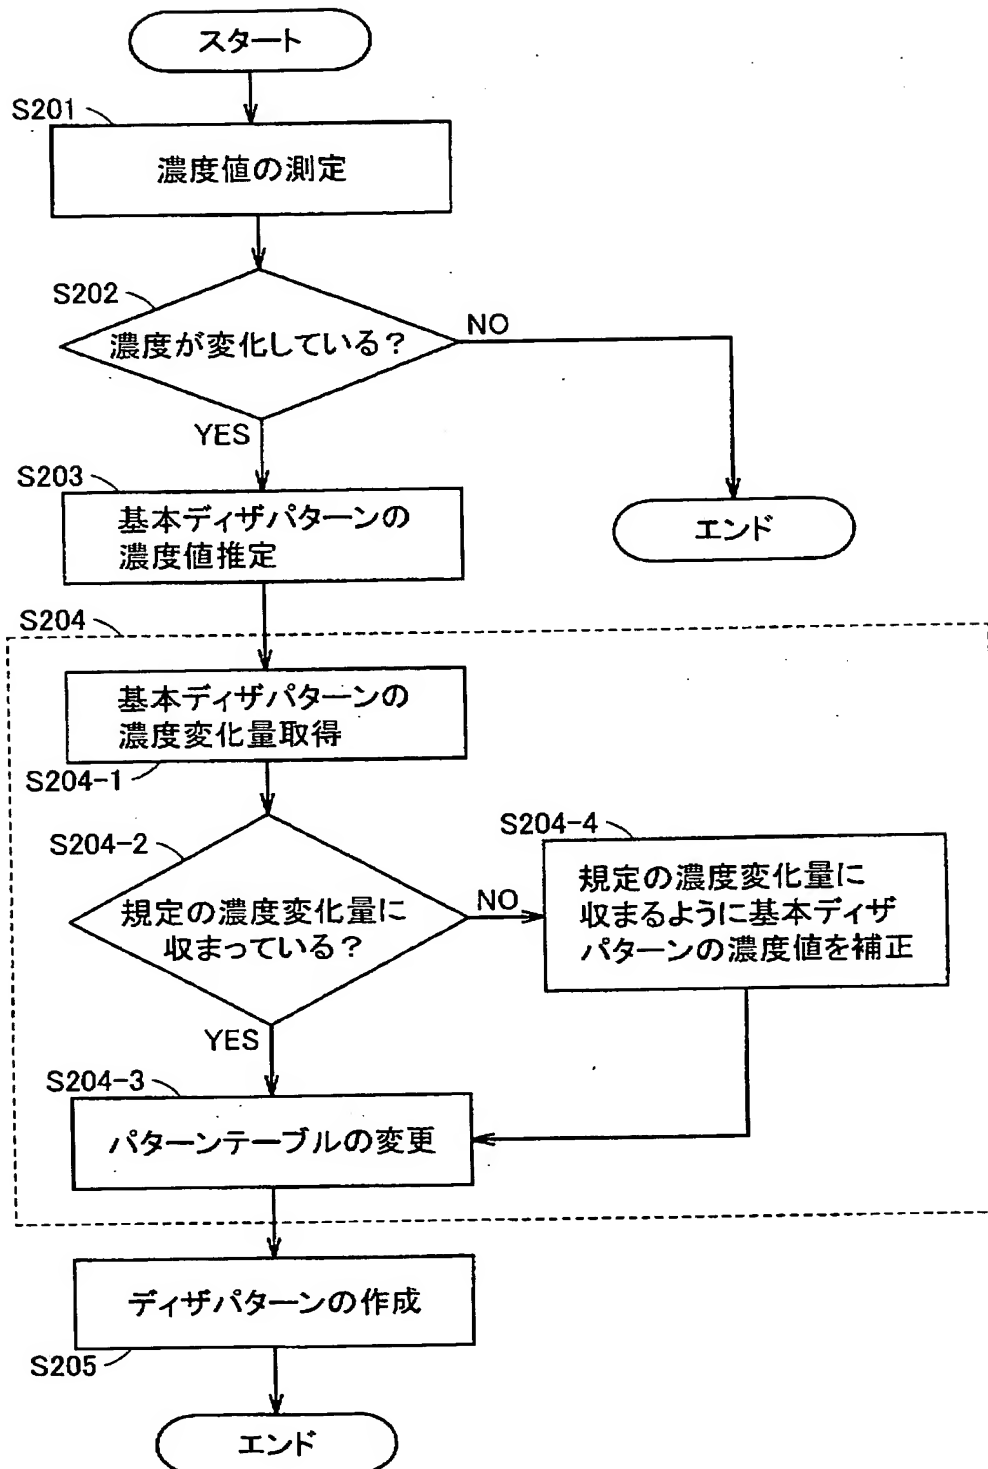 スタート
S201
濃度値の測定
S202
濃度が変化している？
NO
YES
エンド
S203
基本ディザパターンの
濃度値推定
S204
基本ディザパターンの
濃度変化量取得
S204-1
S204-2
規定の濃度変化量に
収まっている？
NO
S204-4
規定の濃度変化量に
収まるように基本ディザ
パターンの濃度値を補正
YES
S204-3
パターンテーブルの変更
ディザパターンの作成
S205
エンド